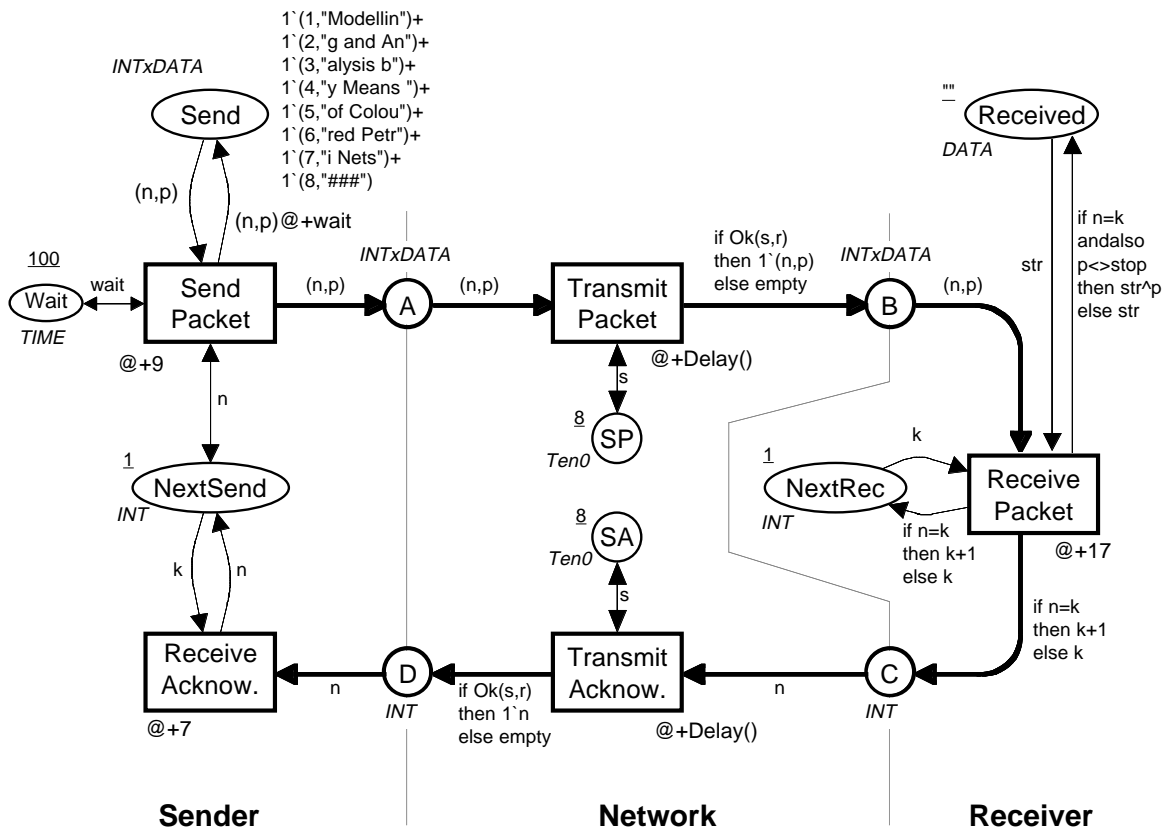 1`(1,"Modellin")+
1`(2,"g and An")+
1`(3,"alysis b")+
1`(4,"y Means ")+
1`(5,"of Colou")+
1`(6,"red Petr")+
1`(7,"i Nets")+
1`(8,"###")
INTxDATA
Send
(n,p)
(n,p)@+wait
100
Wait
TIME
wait
Send
Packet
@+9
(n,p)
INTxDATA
A
(n,p)
Transmit
Packet
@+Delay()
if Ok(s,r)
then 1`(n,p)
else empty
INTxDATA
B
(n,p)
""
Received
DATA
str
if n=k
andalso
p<>stop
then str^p
else str
n
s
8
SP
Ten0
1
NextSend
INT
8
SA
Ten0
s
1
NextRec
INT
k
if n=k
then k+1
else k
Receive
Packet
@+17
k
n
Receive
Acknow.
@+7
n
D
INT
if Ok(s,r)
then 1`n
else empty
Transmit
Acknow.
@+Delay()
n
C
INT
if n=k
then k+1
else k
Sender
Network
Receiver